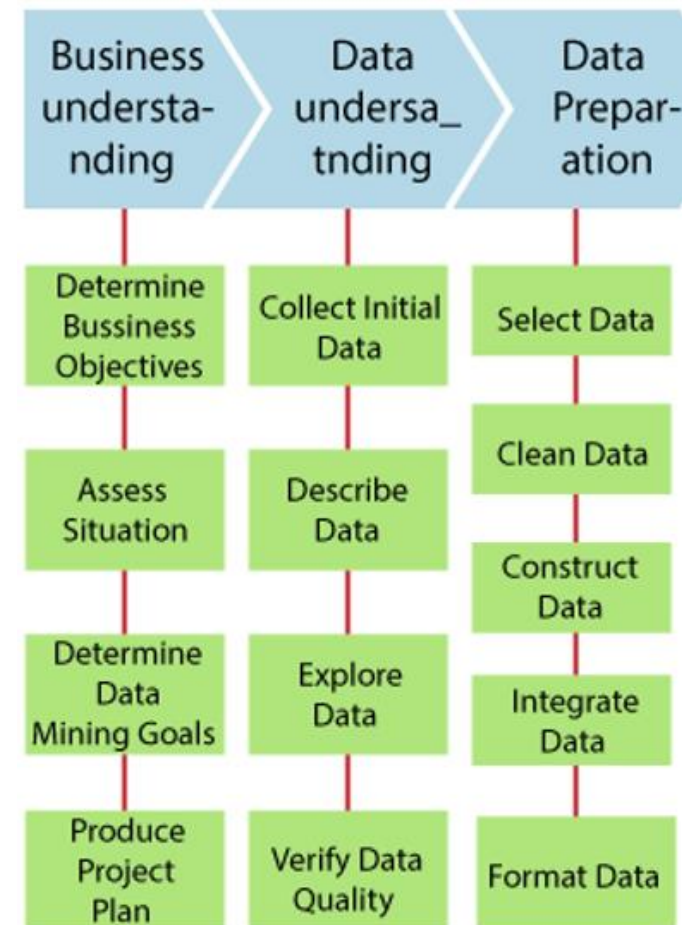 Business
understa-
nding
Data
undersa_
tnding
Data
Prepar-
ation
Determine
Bussiness
Objectives
Assess
Situation
Determine
Data
Mining Goals
Produce
Project
Plan
Collect Initial
Data
Describe
Data
Explore
Data
Verify Data
Quality
Select Data
Clean Data
Construct
Data
Integrate
Data
Format Data